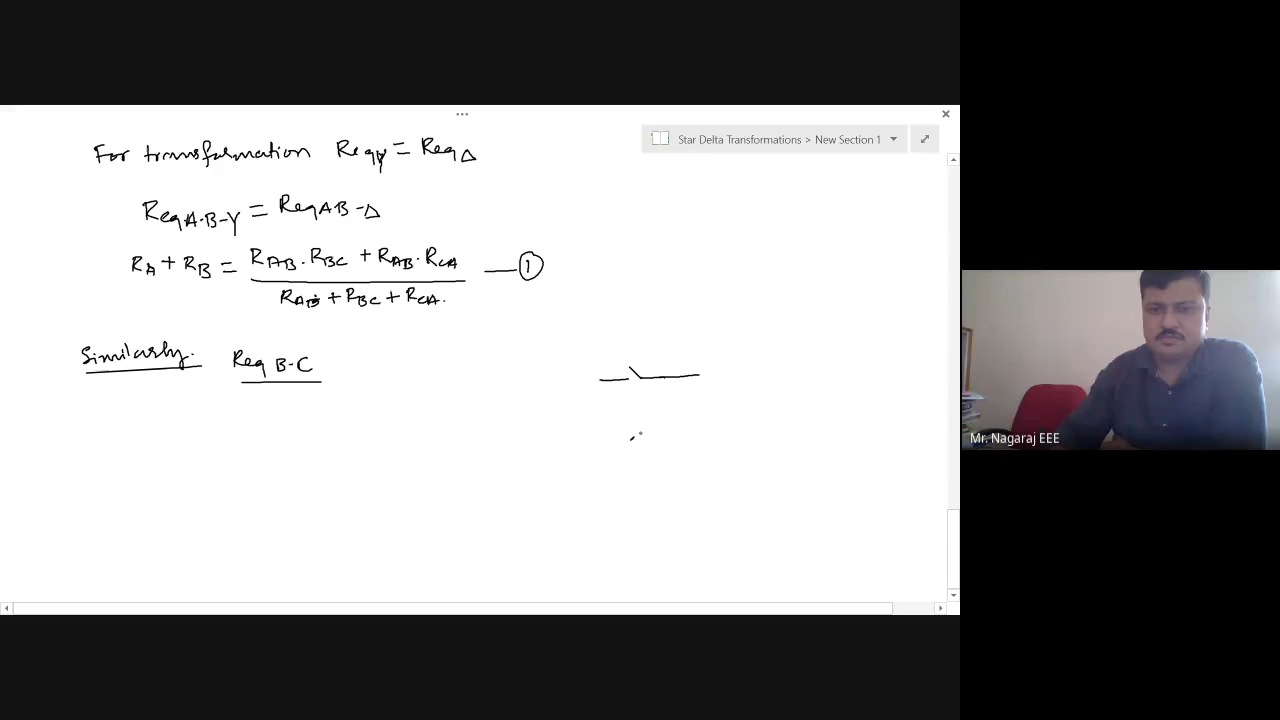 Star Delta Transformations > New Section 1
For transformation ReqY = ReqΔ
ReqA-B-Y = ReqAB-Δ
RA + RB = RAB . RBC + RAB . RCA —①
RAB + RBC + RCA.
Similarly. Req B-C
Mr. Nagaraj EEE